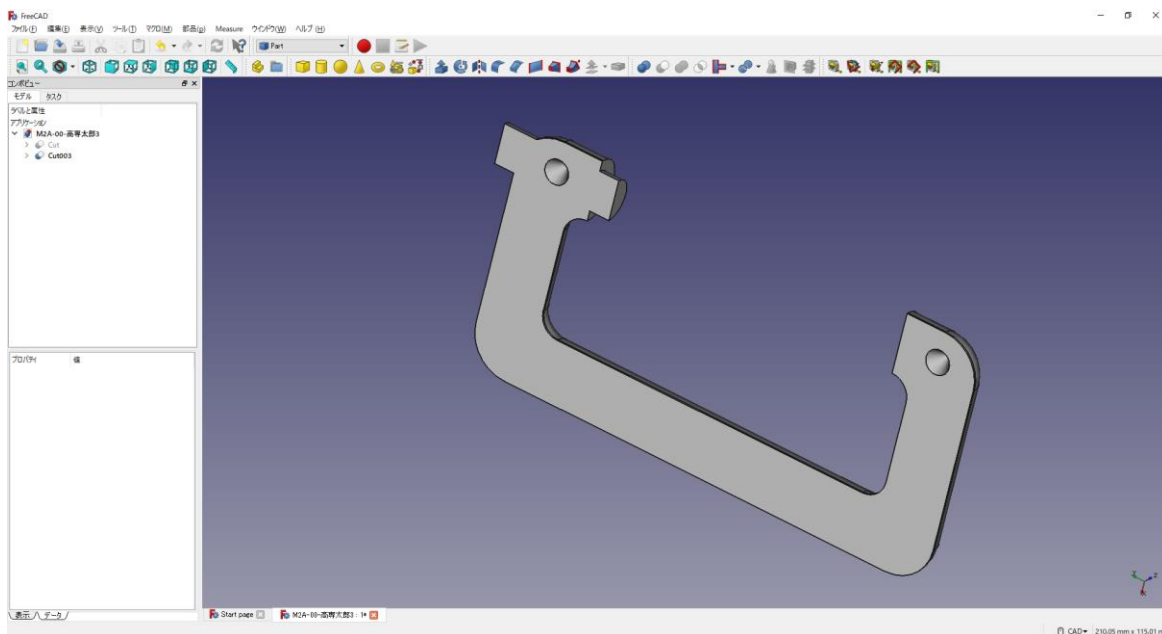 FreeCAD
ファイル(F) 編集(E) 表示(V) ツール(T) マクロ(M) 部品(p) Measure ウインドウ(W) ヘルプ(H)
Part
コンボビュー
モデル タスク
ラベルと属性
アプリケーション
M2A-00-高専太郎3
Cut
Cut003
プロパティ 値
表示 データ
Start page M2A-00-高専太郎3 : 1*
CAD 210.05 mm x 115.01 m